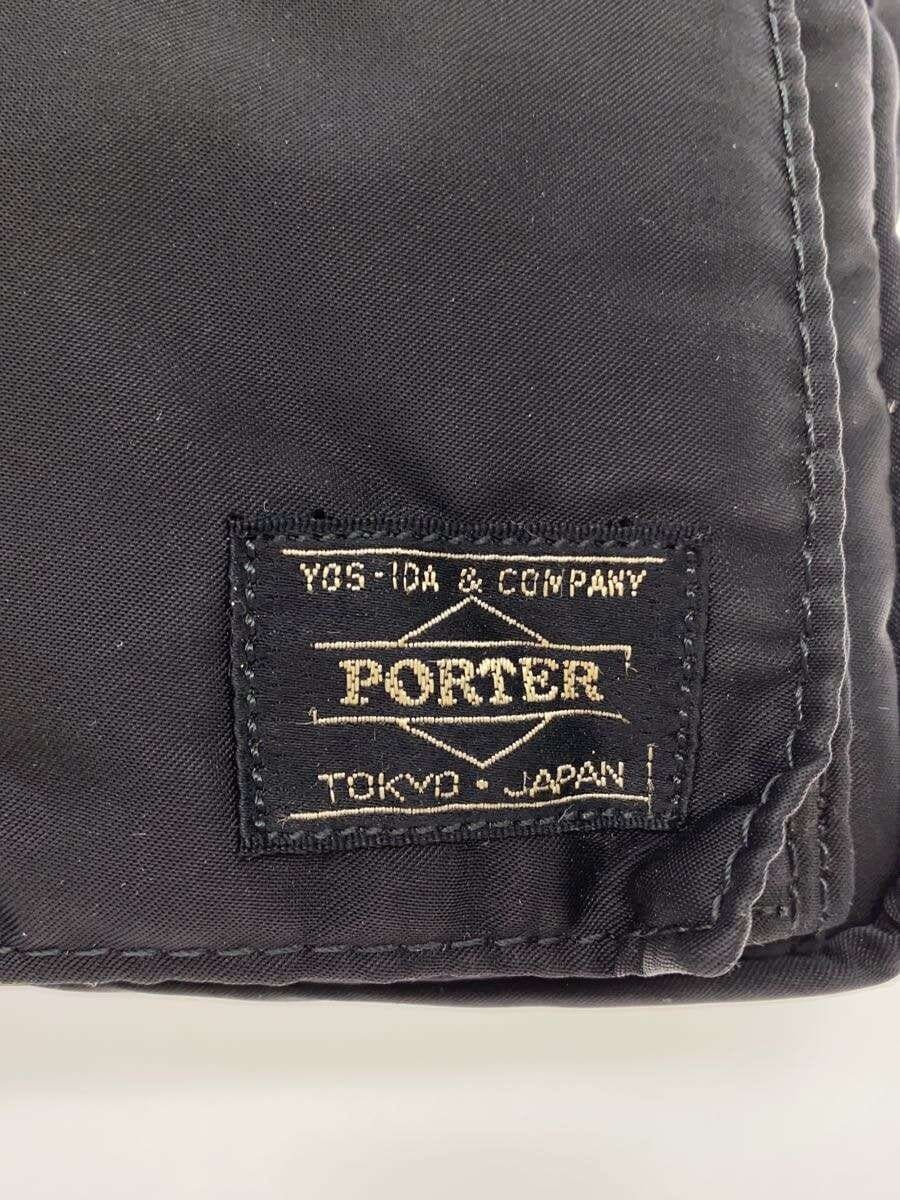 YOS-IDA & COMPANY
PORTER
TOKYO · JAPAN